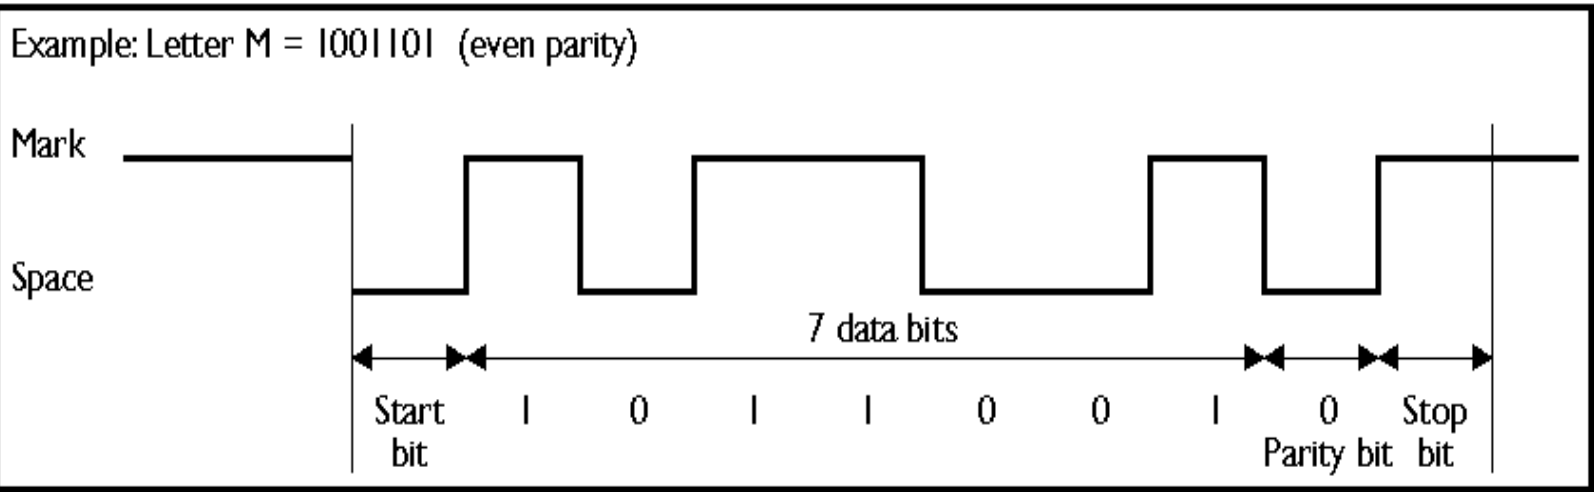 Example: Letter M = 1001101 (even parity)
Mark
Space
7 data bits
Start 1 0 1 1 0 0 1 0 Stop
bit Parity bit bit